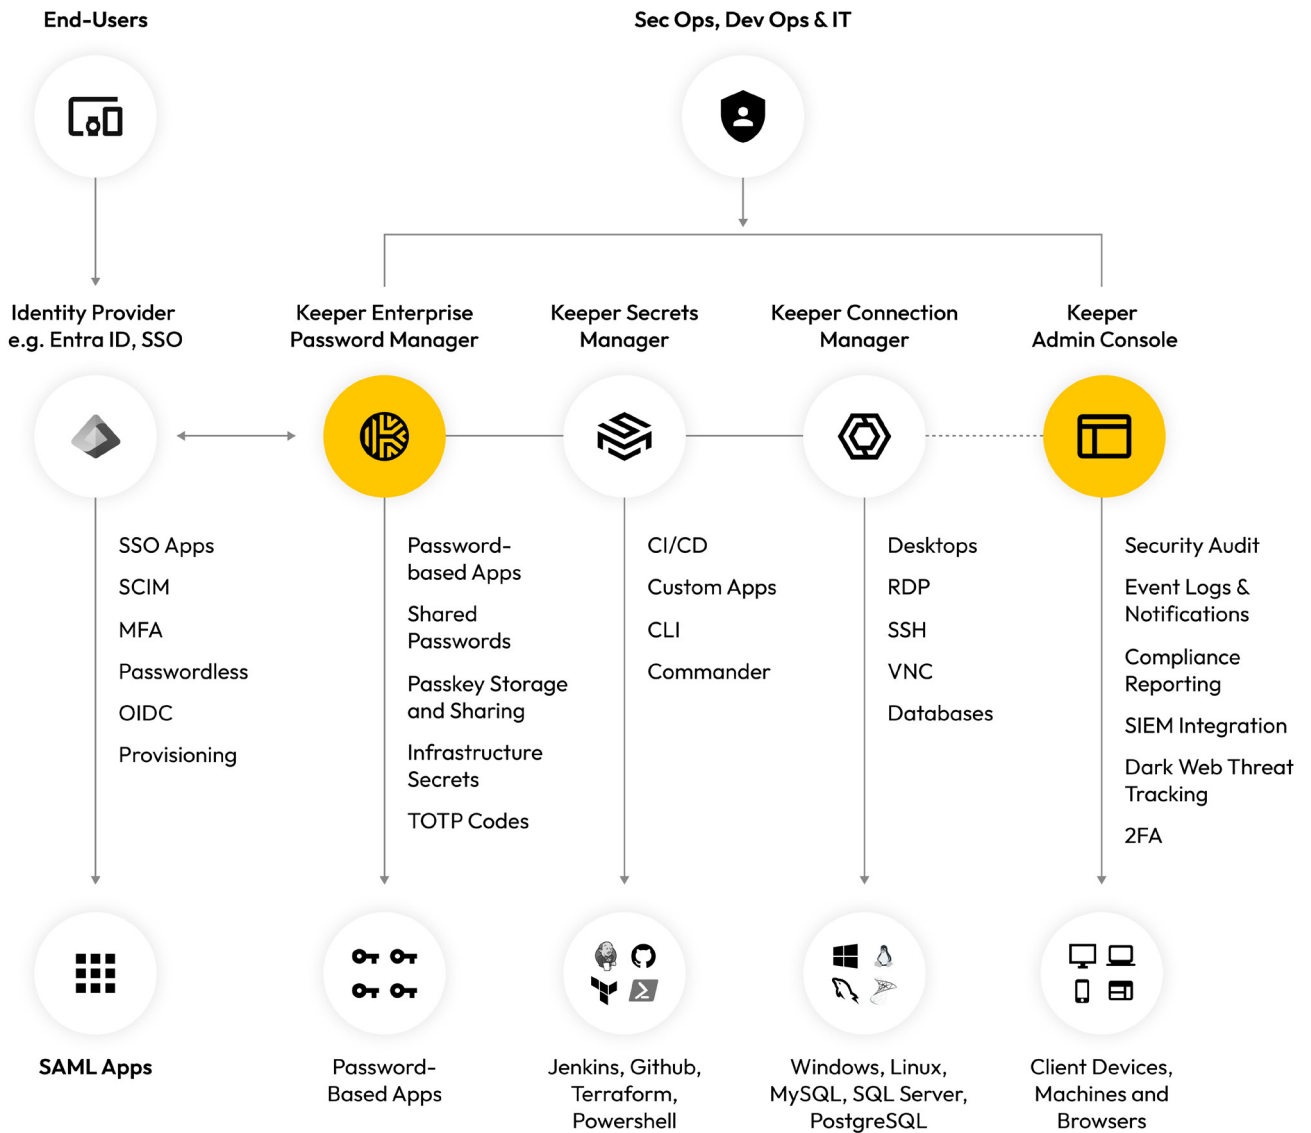 End-Users
Sec Ops, Dev Ops & IT
Identity Provider
e.g. Entra ID, SSO
Keeper Enterprise
Password Manager
Keeper Secrets
Manager
Keeper Connection
Manager
Keeper
Admin Console
SSO Apps
SCIM
MFA
Passwordless
OIDC
Provisioning
Password-
based Apps
Shared
Passwords
Passkey Storage
and Sharing
Infrastructure
Secrets
TOTP Codes
CI/CD
Custom Apps
CLI
Commander
Desktops
RDP
SSH
VNC
Databases
Security Audit
Event Logs &
Notifications
Compliance
Reporting
SIEM Integration
Dark Web Threat
Tracking
2FA
SAML Apps
Password-
Based Apps
Jenkins, Github,
Terraform,
Powershell
Windows, Linux,
MySQL, SQL Server,
PostgreSQL
Client Devices,
Machines and
Browsers